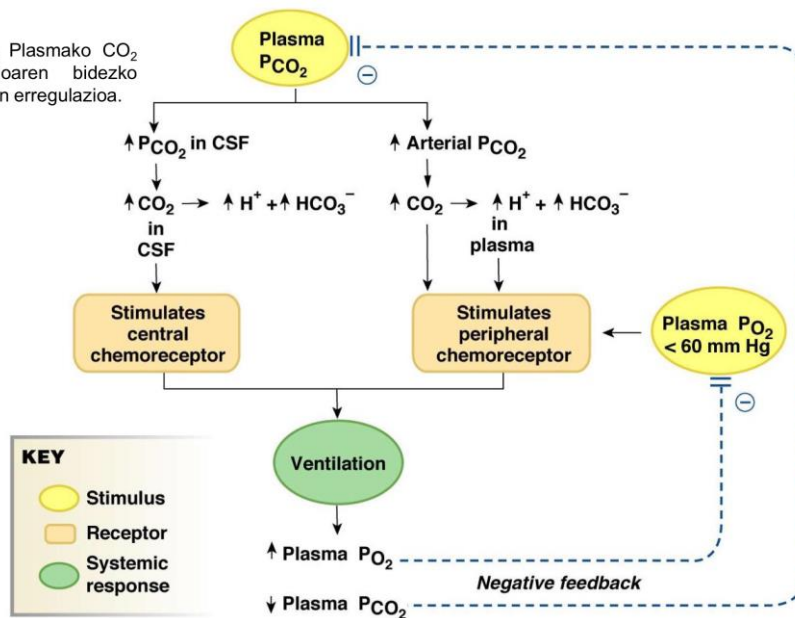 Plasmako CO₂
oaren bidezko
n erregulazioa.
Plasma
PCO₂
⊖
↑ PCO₂ in CSF
↑ Arterial PCO₂
↑ CO₂ → ↑ H⁺ + ↑ HCO₃⁻
in
CSF
↑ CO₂ → ↑ H⁺ + ↑ HCO₃⁻
in
plasma
Stimulates
central
chemoreceptor
Stimulates
peripheral
chemoreceptor
Plasma PO₂
< 60 mm Hg
⊖
Ventilation
KEY
Stimulus
Receptor
Systemic
response
↑ Plasma PO₂
Negative feedback
↓ Plasma PCO₂